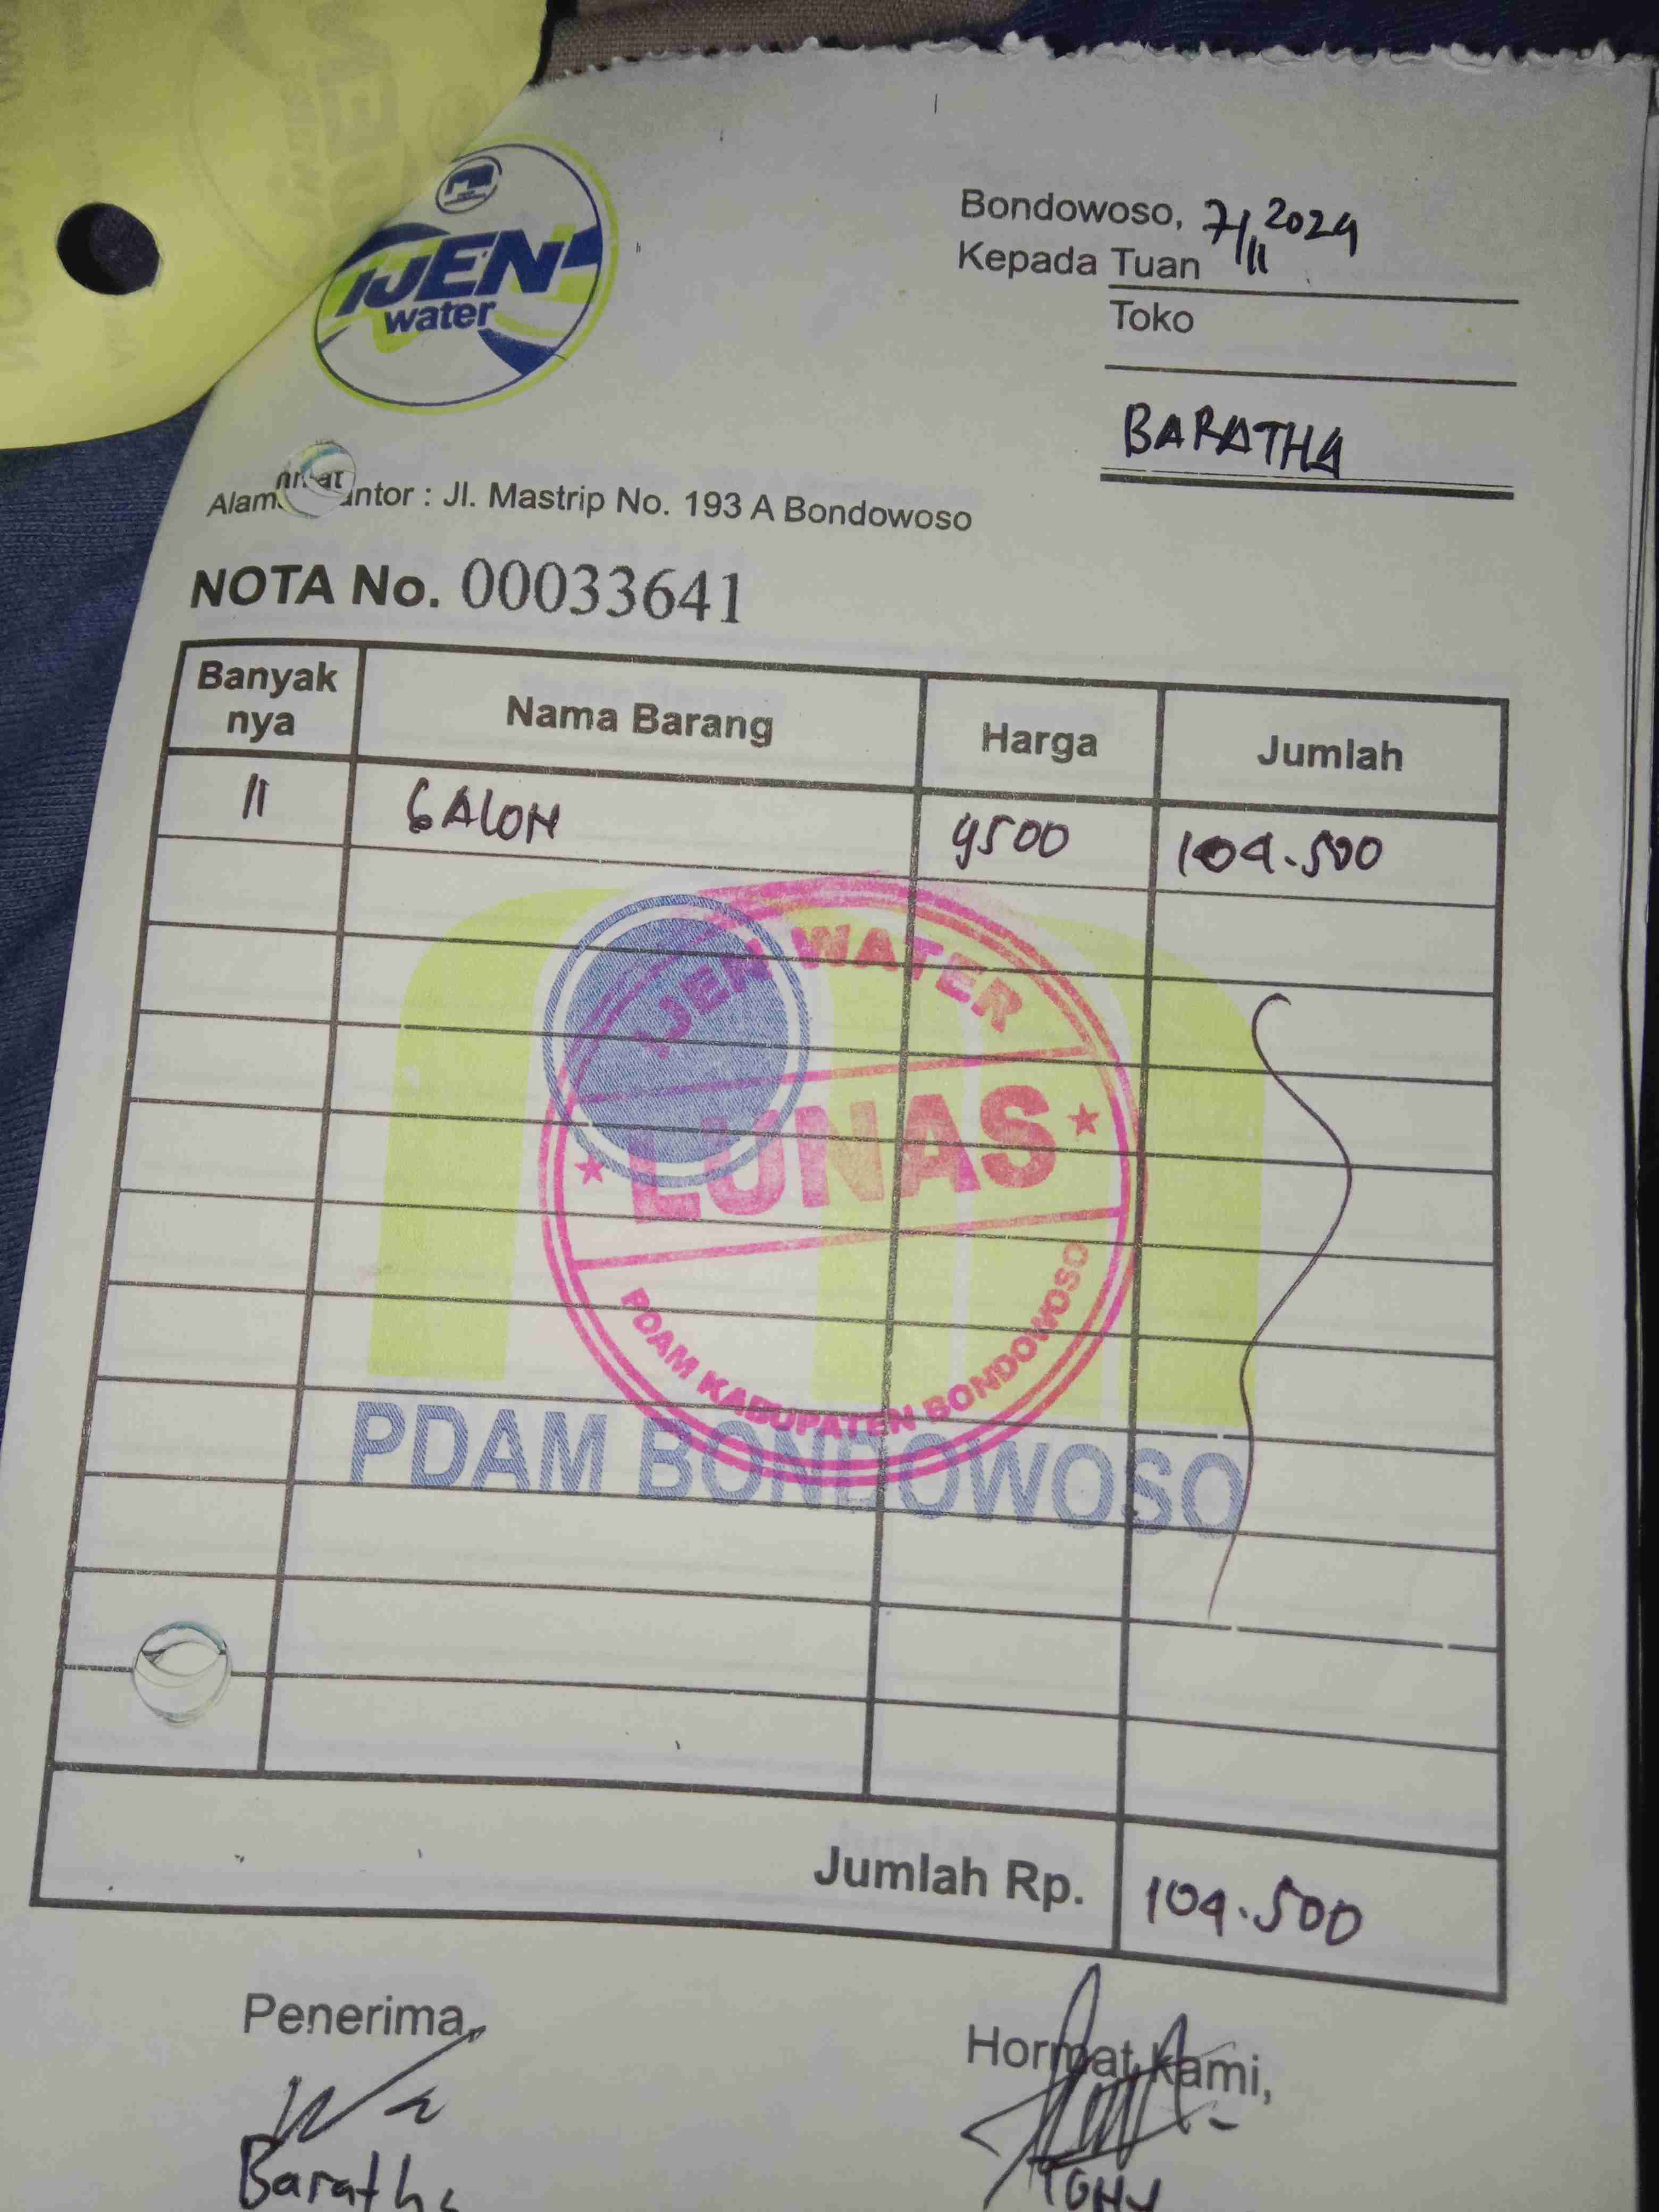 IJEN
water
Bondowoso, 7/11 2024
Kepada Tuan
Toko
BARATHA
Kantor : Jl. Mastrip No. 193 A Bondowoso
NOTA No. 00033641
Banyak nya Nama Barang Harga Jumlah
11 GALON 9500 104.500
IJEN WATER
LUNAS
PDAM KABUPATEN BONDOWOSO
PDAM BONDOWOSO
Jumlah Rp. 104.500
Penerima,
Hormat Kami,
Baratha